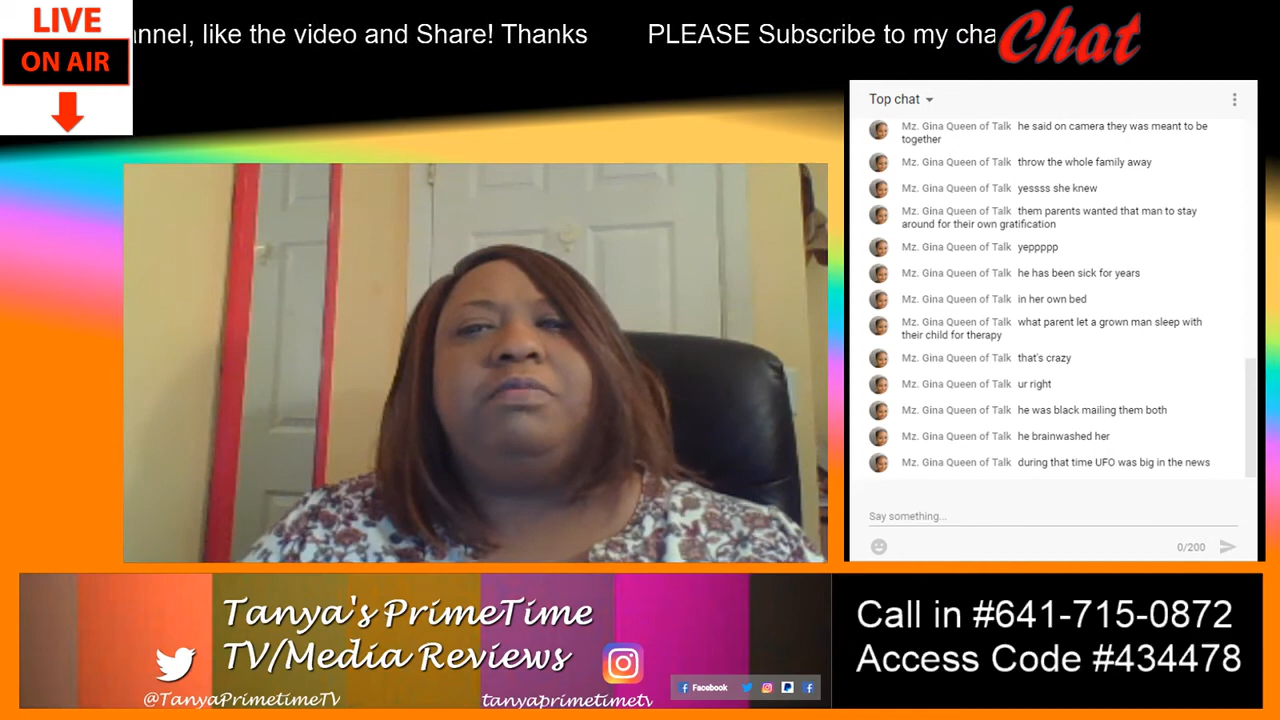 LIVE
ON AIR
annel, like the video and Share! Thanks PLEASE Subscribe to my cha
Chat
Top chat
Mz. Gina Queen of Talk he said on camera they was meant to be
together
Mz. Gina Queen of Talk throw the whole family away
Mz. Gina Queen of Talk yessss she knew
Mz. Gina Queen of Talk them parents wanted that man to stay
around for their own gratification
Mz. Gina Queen of Talk yeppppp
Mz. Gina Queen of Talk he has been sick for years
Mz. Gina Queen of Talk in her own bed
Mz. Gina Queen of Talk what parent let a grown man sleep with
their child for therapy
Mz. Gina Queen of Talk that's crazy
Mz. Gina Queen of Talk ur right
Mz. Gina Queen of Talk he was black mailing them both
Mz. Gina Queen of Talk he brainwashed her
Mz. Gina Queen of Talk during that time UFO was big in the news
Say something...
0/200
Tanya's PrimeTime
TV/Media Reviews
@TanyaPrimetimeTV
tanyaprimetimetv
Facebook
Call in #641-715-0872
Access Code #434478